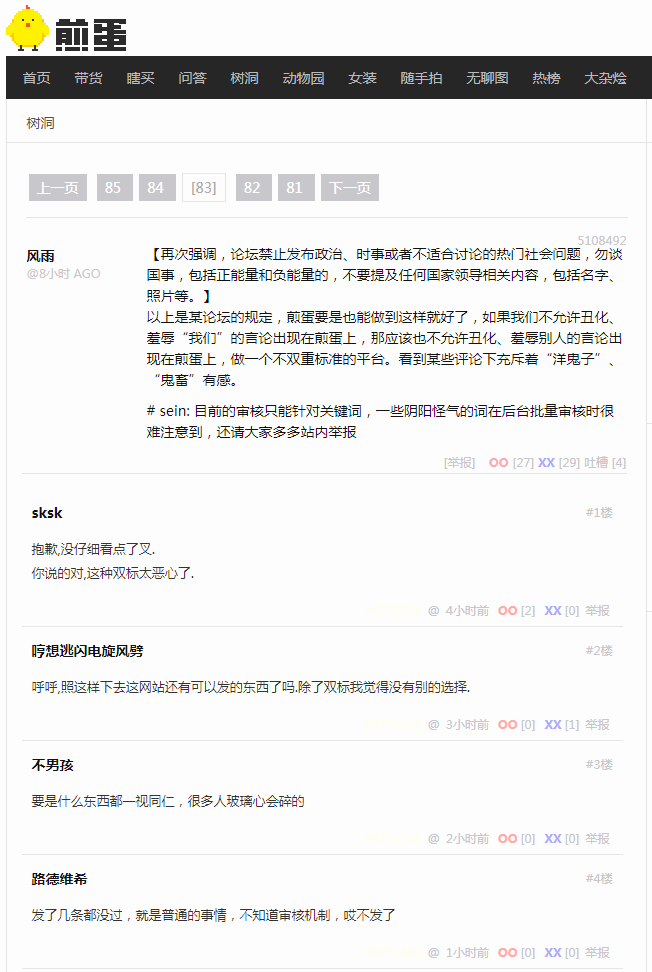 煎蛋
首页 带货 瞎买 问答 树洞 动物园 女装 随手拍 无聊图 热榜 大杂烩
树洞
上一页 85 84 [83] 82 81 下一页
5108492
风雨
@8小时 AGO
【再次强调，论坛禁止发布政治、时事或者不适合讨论的热门社会问题，勿谈
国事，包括正能量和负能量的，不要提及任何国家领导相关内容，包括名字、
照片等。】
以上是某论坛的规定，煎蛋要是也能做到这样就好了，如果我们不允许丑化、
羞辱“我们”的言论出现在煎蛋上，那应该也不允许丑化、羞辱别人的言论出
现在煎蛋上，做一个不双重标准的平台。看到某些评论下充斥着“洋鬼子”、
“鬼畜”有感。
# sein: 目前的审核只能针对关键词，一些阴阳怪气的词在后台批量审核时很
难注意到，还请大家多多站内举报
[举报] OO [27] XX [29] 吐槽 [4]
sksk #1楼
抱歉,没仔细看点了叉.
你说的对,这种双标太恶心了.
@ 4小时前 OO [2] XX [0] 举报
哼想逃闪电旋风劈 #2楼
呼呼,照这样下去这网站还有可以发的东西了吗.除了双标我觉得没有别的选择.
@ 3小时前 OO [0] XX [1] 举报
不男孩 #3楼
要是什么东西都一视同仁，很多人玻璃心会碎的
@ 2小时前 OO [0] XX [0] 举报
路德维希 #4楼
发了几条都没过，就是普通的事情，不知道审核机制，哎不发了
@ 1小时前 OO [0] XX [0] 举报